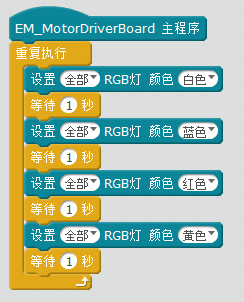 EM_MotorDriverBoard 主程序
重复执行
设置 全部 RGB灯 颜色 白色
等待 1 秒
设置 全部 RGB灯 颜色 蓝色
等待 1 秒
设置 全部 RGB灯 颜色 红色
等待 1 秒
设置 全部 RGB灯 颜色 黄色
等待 1 秒